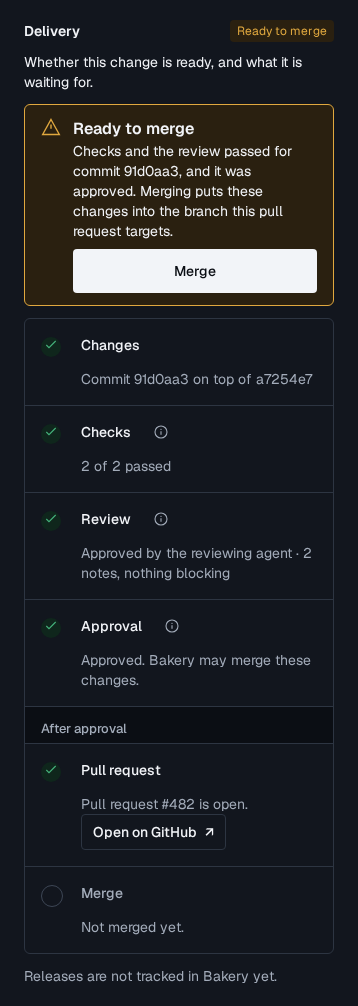 Delivery
Ready to merge
Whether this change is ready, and what it is
waiting for.
Ready to merge
Checks and the review passed for
commit 91d0aa3, and it was
approved. Merging puts these
changes into the branch this pull
request targets.
Merge
Changes
Commit 91d0aa3 on top of a7254e7
Checks
2 of 2 passed
Review
Approved by the reviewing agent · 2
notes, nothing blocking
Approval
Approved. Bakery may merge these
changes.
After approval
Pull request
Pull request #482 is open.
Open on GitHub
Merge
Not merged yet.
Releases are not tracked in Bakery yet.